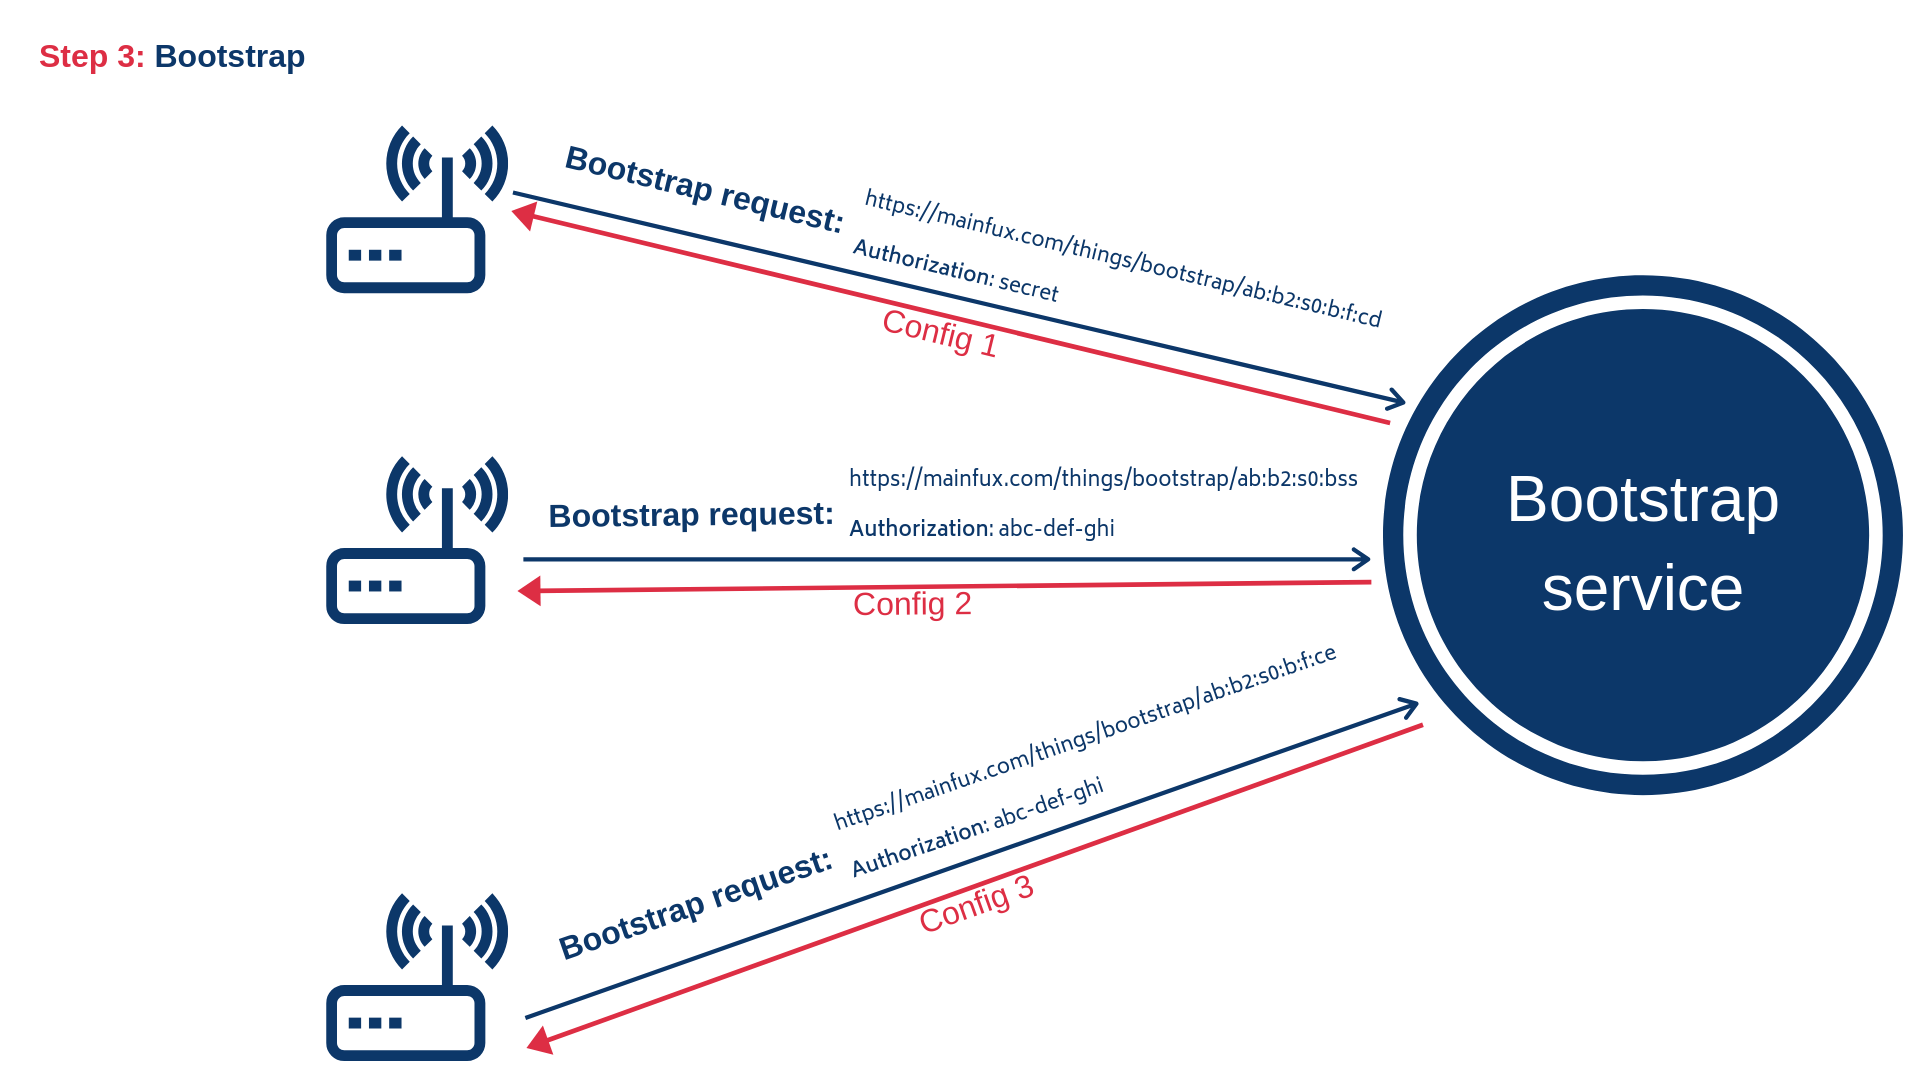 Step 3: Bootstrap
Bootstrap request:
https://mainfux.com/things/bootstrap/ab:b2:s0:b:f:cd
Authorization: secret
Config 1
Bootstrap request:
https://mainfux.com/things/bootstrap/ab:b2:s0:bss
Authorization: abc-def-ghi
Config 2
Bootstrap request:
https://mainfux.com/things/bootstrap/ab:b2:s0:b:f:ce
Authorization: abc-def-ghi
Config 3
Bootstrap
service